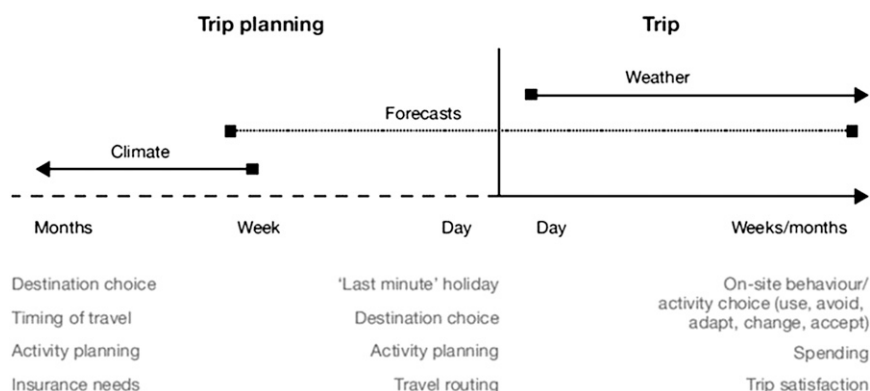 Trip planning
Trip
Weather
Forecasts
Climate
Months
Week
Day
Day
Weeks/months
Destination choice
Timing of travel
Activity planning
Insurance needs
‘Last minute’ holiday
Destination choice
Activity planning
Travel routing
On-site behaviour/
activity choice (use, avoid,
adapt, change, accept)
Spending
Trip satisfaction